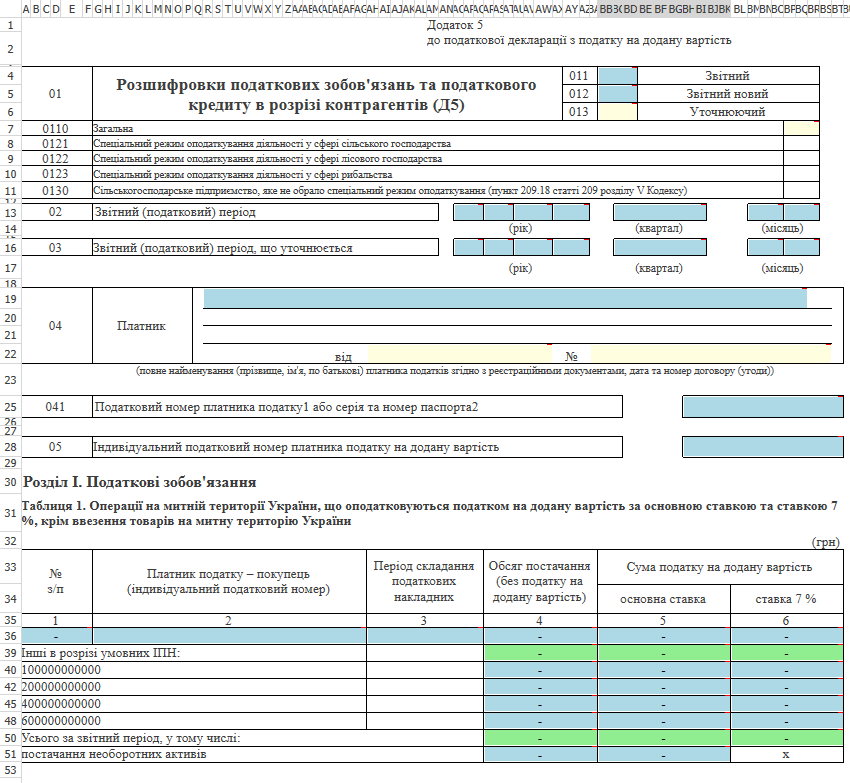 Додаток 5
до податкової декларації з податку на додану вартість
01
Розшифровки податкових зобов'язань та податкового
кредиту в розрізі контрагентів (Д5)
011 Звітний
012 Звітний новий
013 Уточнюючий
0110 Загальна
0121 Спеціальний режим оподаткування діяльності у сфері сільського господарства
0122 Спеціальний режим оподаткування діяльності у сфері лісового господарства
0123 Спеціальний режим оподаткування діяльності у сфері рибальства
0130 Сільськогосподарське підприємство, яке не обрало спеціальний режим оподаткування (пункт 209.18 статті 209 розділу V Кодексу)
02 Звітний (податковий) період
(рік) (квартал) (місяць)
03 Звітний (податковий) період, що уточнюється
(рік) (квартал) (місяць)
04 Платник
від №
(повне найменування (прізвище, ім'я, по батькові) платника податків згідно з реєстраційними документами, дата та номер договору (угоди))
041 Податковий номер платника податку1 або серія та номер паспорта2
05 Індивідуальний податковий номер платника податку на додану вартість
Розділ І. Податкові зобов'язання
Таблиця 1. Операції на митній території України, що оподатковуються податком на додану вартість за основною ставкою та ставкою 7
%, крім ввезення товарів на митну територію України
(грн)
№
з/п
Платник податку – покупець
(індивідуальний податковий номер)
Період складання
податкових
накладних
Обсяг постачання
(без податку на
додану вартість)
Сума податку на додану вартість
основна ставка ставка 7 %
1 2 3 4 5 6
- - - -
Інші в розрізі умовних ІПН: - - -
100000000000 - - -
200000000000 - - -
400000000000 - - -
600000000000 - - -
Усього за звітний період, у тому числі: - - -
постачання необоротних активів - - х